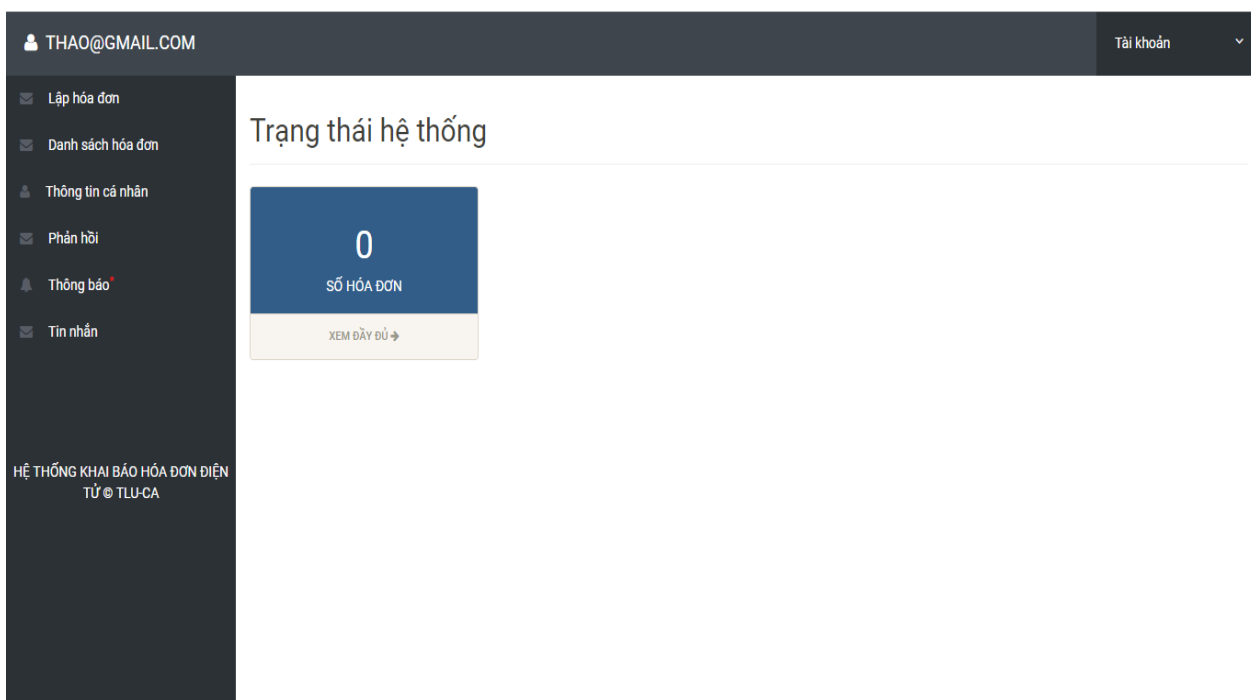 THAO@GMAIL.COM
Tài khoản
Lập hóa đơn
Danh sách hóa đơn
Thông tin cá nhân
Phản hồi
Thông báo*
Tin nhắn
HỆ THỐNG KHAI BÁO HÓA ĐƠN ĐIỆN
TỬ © TLU-CA
Trạng thái hệ thống
0
SỐ HÓA ĐƠN
XEM ĐẦY ĐỦ